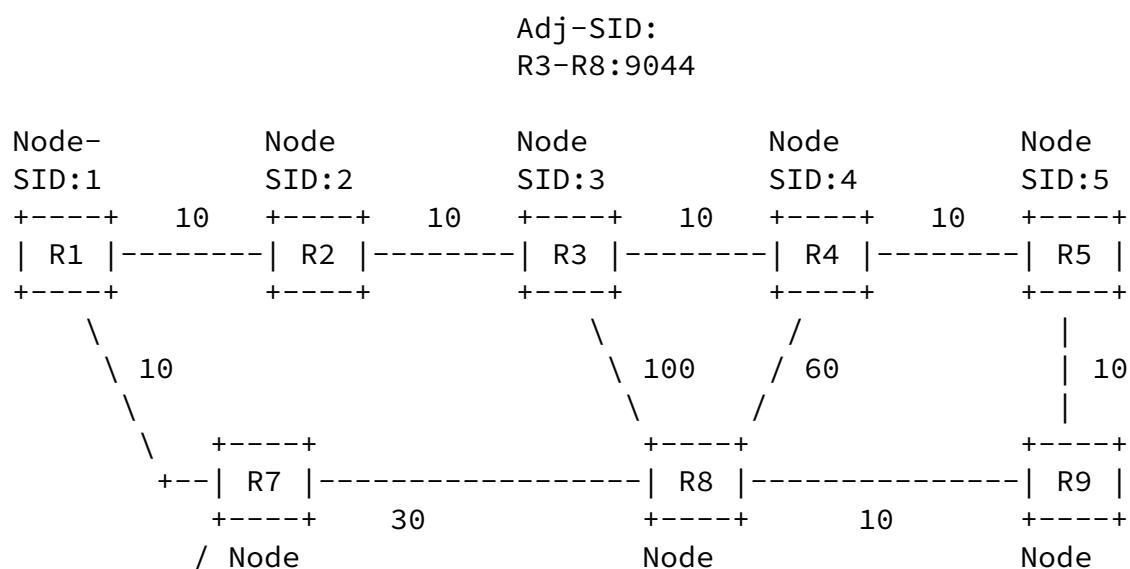 Adj-SID:
R3-R8:9044
Node- Node Node Node Node
SID:1 SID:2 SID:3 SID:4 SID:5
+----+ 10 +----+ 10 +----+ 10 +----+ 10 +----+
| R1 |--------| R2 |--------| R3 |--------| R4 |--------| R5 |
+----+ +----+ +----+ +----+ +----+
\ \ / |
\ 10 \ 100 / 60 | 10
\ \ / |
\ +----+ +----+ +----+
+--| R7 |------------------| R8 |---------------| R9 |
+----+ 30 +----+ 10 +----+
/ Node Node Node